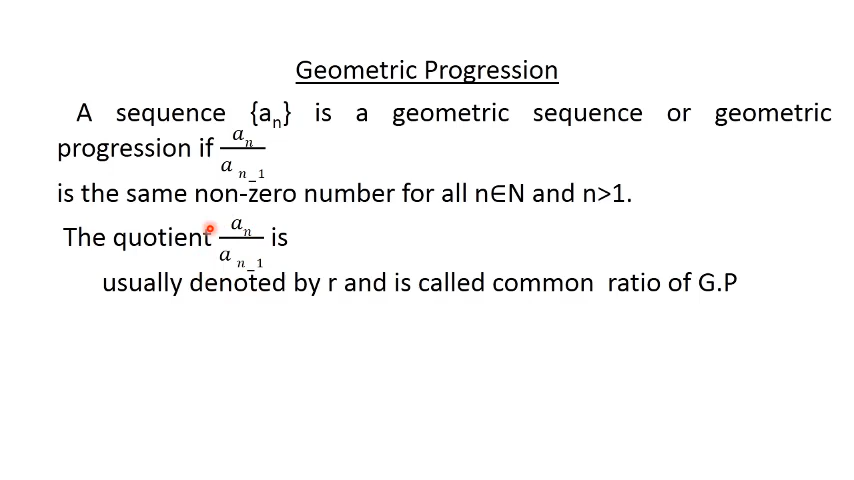 Geometric Progression
A sequence {aₙ} is a geometric sequence or geometric
progression if aₙ/aₙ₋₁
is the same non-zero number for all n∈N and n>1.
The quotient aₙ/aₙ₋₁ is
usually denoted by r and is called common ratio of G.P